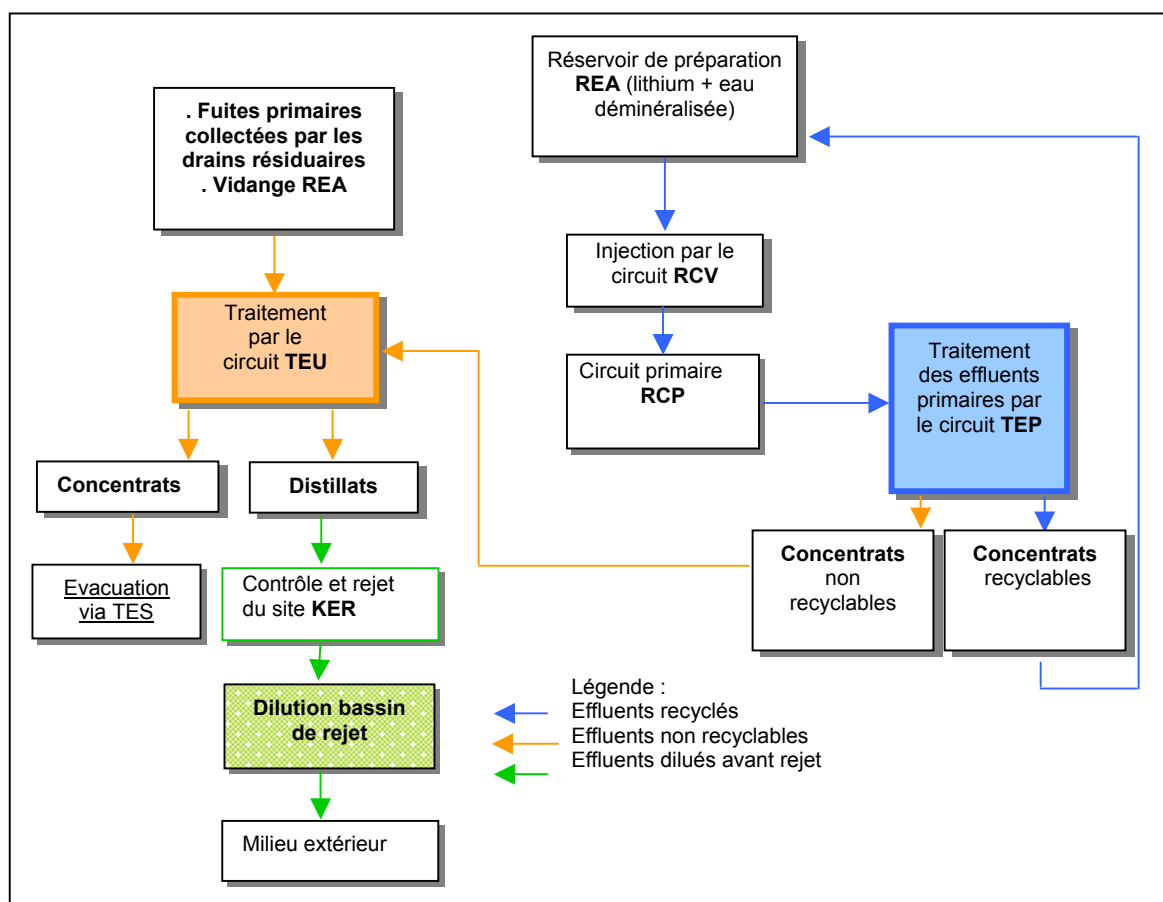 . Fuites primaires
collectées par les
drains résiduaires
. Vidange REA
Réservoir de préparation
REA (lithium + eau
déminéralisée)
Injection par le
circuit RCV
Traitement
par le
circuit TEU
Circuit primaire
RCP
Traitement
des effluents
primaires par
le circuit TEP
Concentrats
Distillats
Concentrats
non
recyclables
Concentrats
recyclables
Evacuation
via TES
Contrôle et rejet
du site KER
Dilution bassin
de rejet
Légende :
Effluents recyclés
Effluents non recyclables
Effluents dilués avant rejet
Milieu extérieur